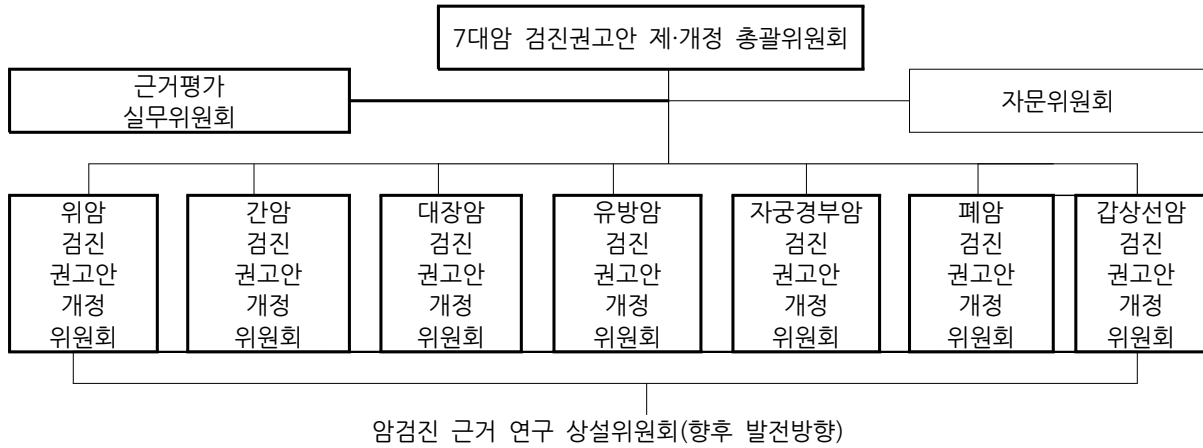 7대암 검진권고안 제·개정 총괄위원회
근거평가
실무위원회
자문위원회
위암
검진
권고안
개정
위원회
간암
검진
권고안
개정
위원회
대장암
검진
권고안
개정
위원회
유방암
검진
권고안
개정
위원회
자궁경부암
검진
권고안
개정
위원회
폐암
검진
권고안
개정
위원회
갑상선암
검진
권고안
개정
위원회
암검진 근거 연구 상설위원회(향후 발전방향)